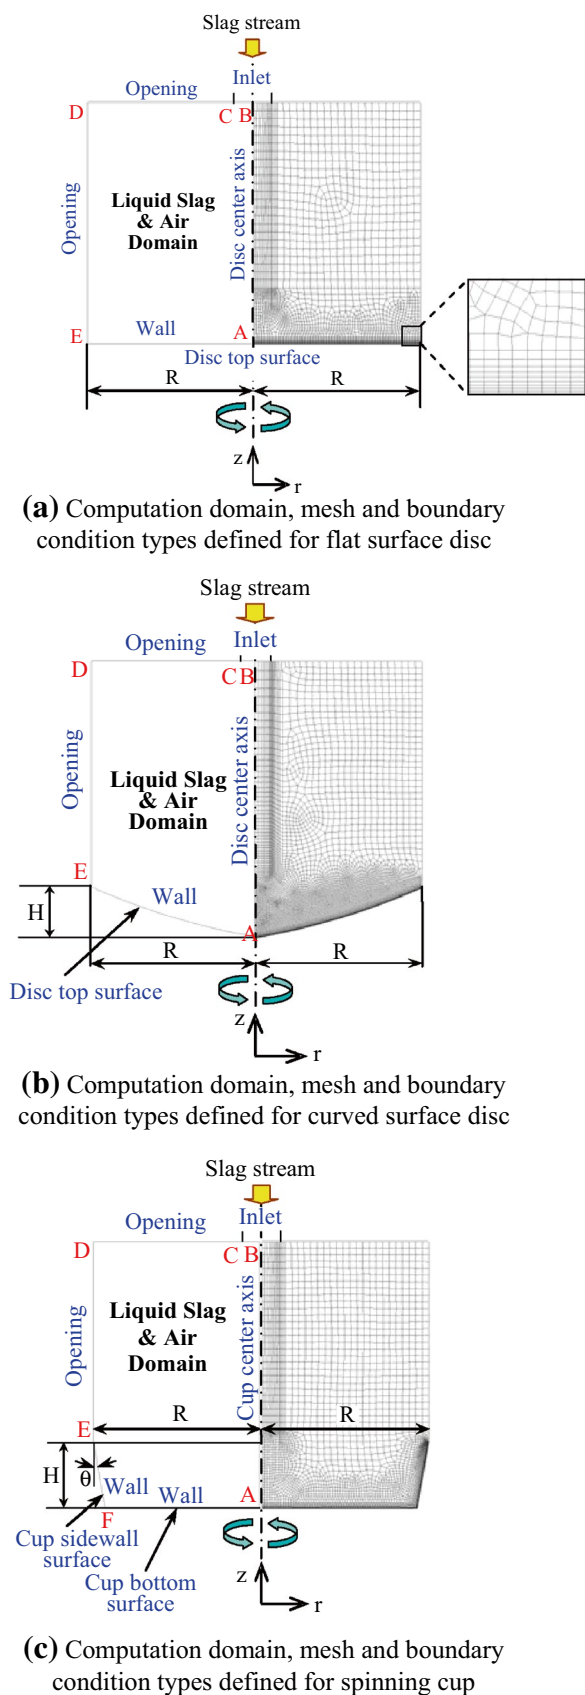 Slag stream
Inlet
Opening
D
C
B
Opening
Liquid Slag
& Air
Domain
Disc center axis
Wall
E
A
Disc top surface
R
R
z
r
(a) Computation domain, mesh and boundary
condition types defined for flat surface disc
Slag stream
Opening
Inlet
D
C
B
Opening
Liquid Slag
& Air
Domain
Disc center axis
E
Wall
H
A
R
R
Disc top surface
z
r
(b) Computation domain, mesh and boundary
condition types defined for curved surface disc
Slag stream
Opening
Inlet
D
C
B
Opening
Liquid Slag
& Air
Domain
Cup center axis
E
R
R
H
θ
Wall
Wall
A
F
Cup sidewall
surface
Cup bottom
surface
z
r
(c) Computation domain, mesh and boundary
condition types defined for spinning cup